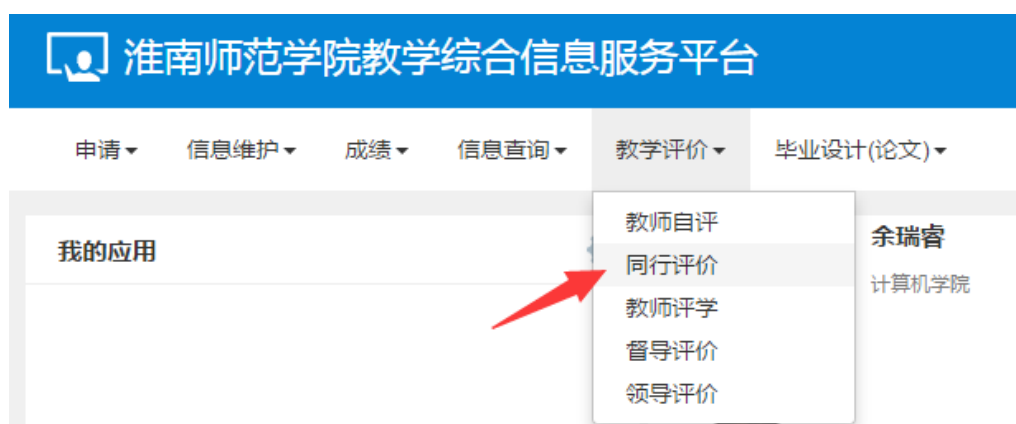 淮南师范学院教学综合信息服务平台
申请 信息维护 成绩 信息查询 教学评价 毕业设计(论文)
我的应用
教师自评
同行评价
教师评学
督导评价
领导评价
余瑞睿
计算机学院